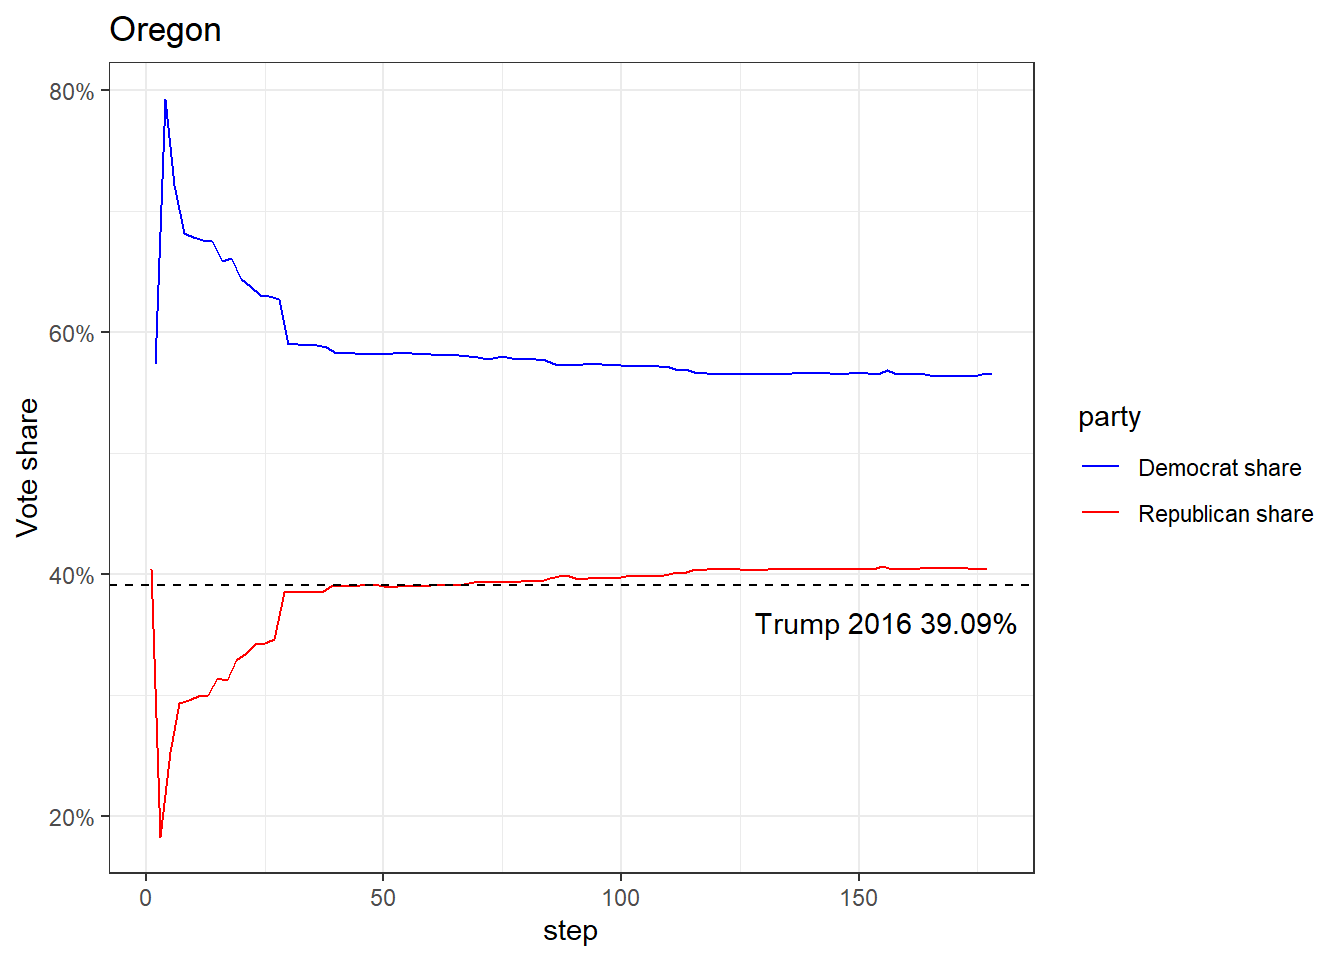 Oregon
80%
60%
40%
20%
Vote share
Trump 2016 39.09%
0 50 100 150
step
party
Democrat share
Republican share